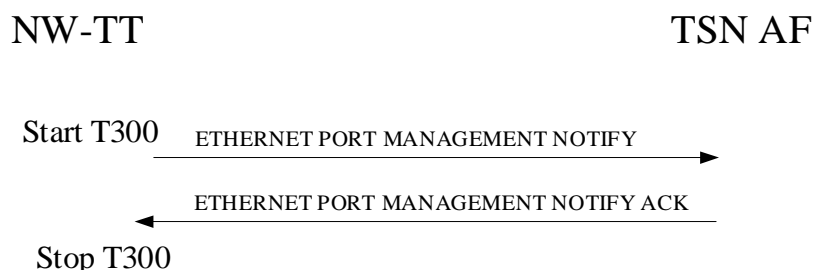 NW-TT
TSN AF
Start T300
ETHERNET PORT MANAGEMENT NOTIFY
ETHERNET PORT MANAGEMENT NOTIFY ACK
Stop T300